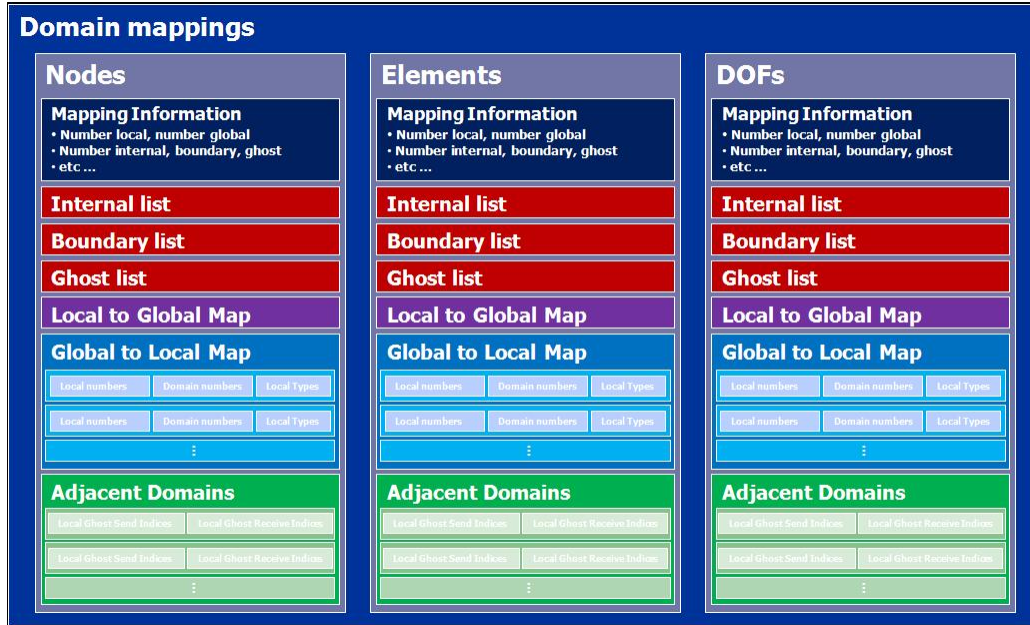 Domain mappings
Nodes
Mapping Information
• Number local, number global
• Number internal, boundary, ghost
• etc ...
Internal list
Boundary list
Ghost list
Local to Global Map
Global to Local Map
Local numbers Domain numbers Local Types
Local numbers Domain numbers Local Types
⋮
Adjacent Domains
Local Ghost Send Indices Local Ghost Receive Indices
Local Ghost Send Indices Local Ghost Receive Indices
⋮
Elements
Mapping Information
• Number local, number global
• Number internal, boundary, ghost
• etc ...
Internal list
Boundary list
Ghost list
Local to Global Map
Global to Local Map
Local numbers Domain numbers Local Types
Local numbers Domain numbers Local Types
⋮
Adjacent Domains
Local Ghost Send Indices Local Ghost Receive Indices
Local Ghost Send Indices Local Ghost Receive Indices
⋮
DOFs
Mapping Information
• Number local, number global
• Number internal, boundary, ghost
• etc ...
Internal list
Boundary list
Ghost list
Local to Global Map
Global to Local Map
Local numbers Domain numbers Local Types
Local numbers Domain numbers Local Types
⋮
Adjacent Domains
Local Ghost Send Indices Local Ghost Receive Indices
Local Ghost Send Indices Local Ghost Receive Indices
⋮